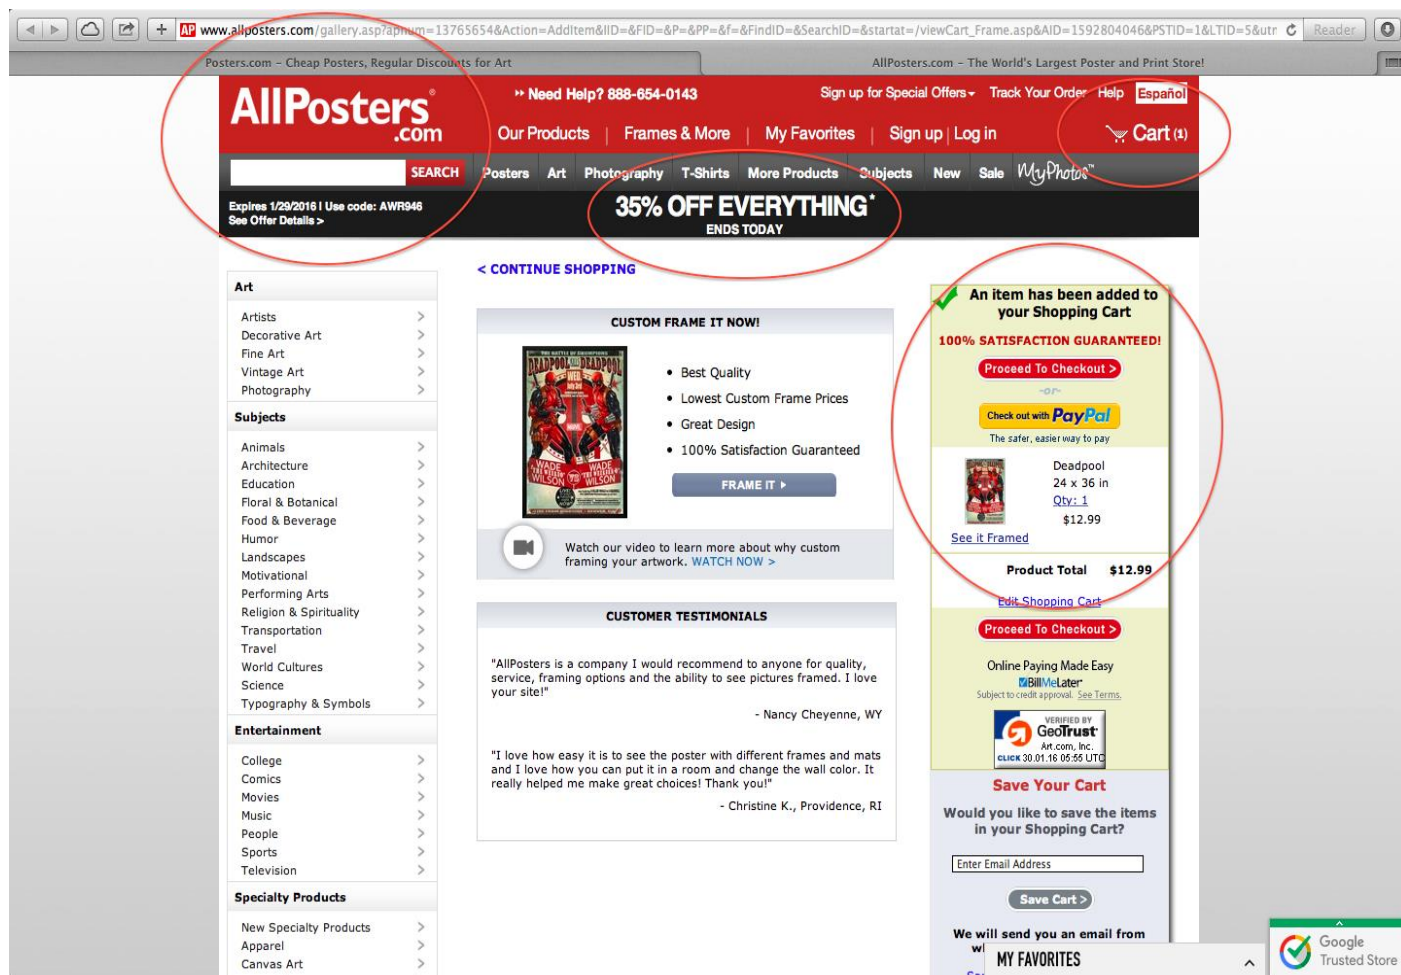 www.allposters.com/gallery.asp?apnum=13765654&Action=AddItem&IID=&FID=&P=&PP=&f=&FindID=&SearchID=&startat=/viewCart_Frame.asp&AID=1592804046&PSTID=1&LTID=5&utr
Reader
Posters.com – Cheap Posters, Regular Discounts for Art
AllPosters.com – The World's Largest Poster and Print Store!
AllPosters®
.com
Need Help? 888-654-0143
Sign up for Special Offers
Track Your Order
Help
Español
Our Products | Frames & More | My Favorites | Sign up | Log in
Cart (1)
SEARCH
Posters Art Photography T-Shirts More Products Subjects New Sale MyPhotos™
Expires 1/29/2016 I Use code: AWR946
See Offer Details >
35% OFF EVERYTHING*
ENDS TODAY
Art
Artists >
Decorative Art >
Fine Art >
Vintage Art >
Photography >
Subjects
Animals >
Architecture >
Education >
Floral & Botanical >
Food & Beverage >
Humor >
Landscapes >
Motivational >
Performing Arts >
Religion & Spirituality >
Transportation >
Travel >
World Cultures >
Science >
Typography & Symbols >
Entertainment
College >
Comics >
Movies >
Music >
People >
Sports >
Television >
Specialty Products
New Specialty Products >
Apparel >
Canvas Art >
< CONTINUE SHOPPING
CUSTOM FRAME IT NOW!
DEADPOOL DEADPOOL
WED
MARVEL
WADE WADE
WILSON VS WILSON
• Best Quality
• Lowest Custom Frame Prices
• Great Design
• 100% Satisfaction Guaranteed
FRAME IT
Watch our video to learn more about why custom
framing your artwork. WATCH NOW >
CUSTOMER TESTIMONIALS
"AllPosters is a company I would recommend to anyone for quality,
service, framing options and the ability to see pictures framed. I love
your site!"
- Nancy Cheyenne, WY
"I love how easy it is to see the poster with different frames and mats
and I love how you can put it in a room and change the wall color. It
really helped me make great choices! Thank you!"
- Christine K., Providence, RI
An item has been added to
your Shopping Cart
100% SATISFACTION GUARANTEED!
Proceed To Checkout >
-or-
Check out with PayPal
The safer, easier way to pay
Deadpool
24 x 36 in
Qty: 1
$12.99
See it Framed
Product Total $12.99
Edit Shopping Cart
Proceed To Checkout >
Online Paying Made Easy
BillMeLater
Subject to credit approval. See Terms.
VERIFIED BY
GeoTrust
Art.com, Inc.
CLICK 30.01.16 05:55 UTC
Save Your Cart
Would you like to save the items
in your Shopping Cart?
Enter Email Address
Save Cart >
We will send you an email from
MY FAVORITES
Google
Trusted Store